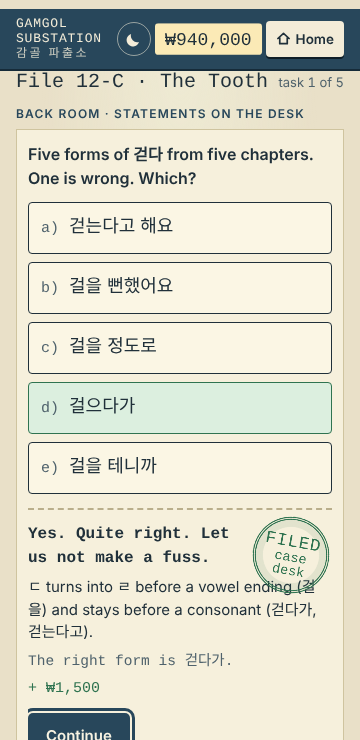 GAMGOL
SUBSTATION
감골 파출소
₩940,000
Home
File 12-C · The Tooth
task 1 of 5
BACK ROOM · STATEMENTS ON THE DESK
Five forms of 걷다 from five chapters.
One is wrong. Which?
a) 걷는다고 해요
b) 걸을 뻔했어요
c) 걸을 정도로
d) 걸으다가
e) 걸을 테니까
Yes. Quite right. Let
us not make a fuss.
FILED
case
desk
ㄷ turns into ㄹ before a vowel ending (걸
을) and stays before a consonant (걷다가,
걷는다고).
The right form is 걷다가.
+ ₩1,500
Continue